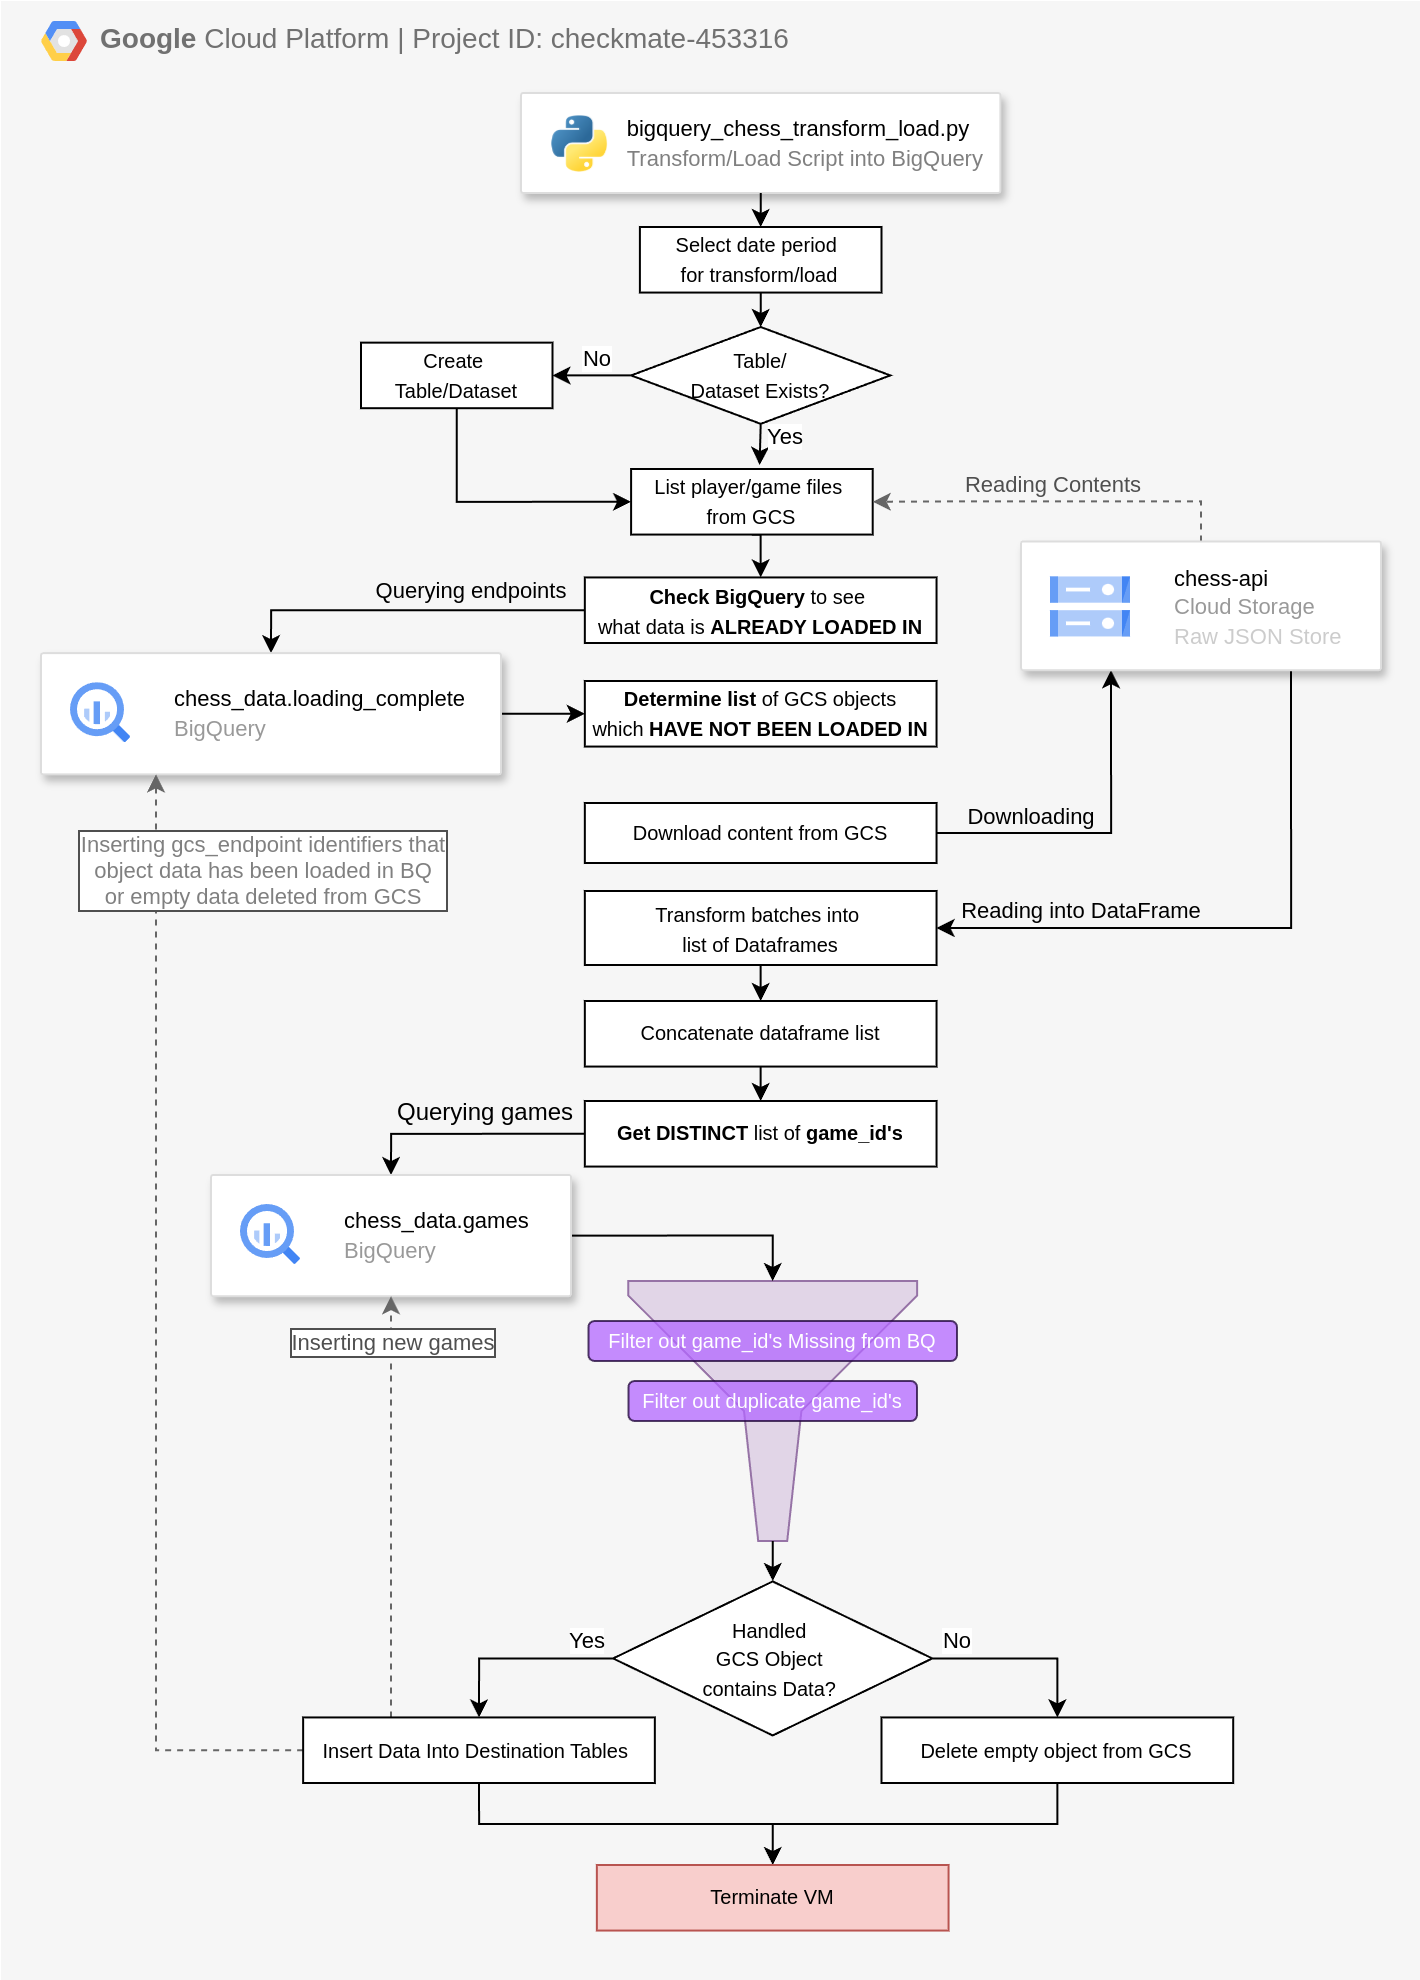 Google Cloud Platform | Project ID: checkmate-453316
bigquery_chess_transform_load.py
Transform/Load Script into BigQuery
Select date period
for transform/load
Table/
Dataset Exists?
No
Create
Table/Dataset
Yes
List player/game files
from GCS
Reading Contents
chess-api
Cloud Storage
Raw JSON Store
Check BigQuery to see
what data is ALREADY LOADED IN
Querying endpoints
chess_data.loading_complete
BigQuery
Determine list of GCS objects
which HAVE NOT BEEN LOADED IN
Download content from GCS
Downloading
Inserting gcs_endpoint identifiers that
object data has been loaded in BQ
or empty data deleted from GCS
Transform batches into
list of Dataframes
Reading into DataFrame
Concatenate dataframe list
Querying games
Get DISTINCT list of game_id's
chess_data.games
BigQuery
Inserting new games
Filter out game_id's Missing from BQ
Filter out duplicate game_id's
Handled
GCS Object
contains Data?
Yes
No
Insert Data Into Destination Tables
Delete empty object from GCS
Terminate VM